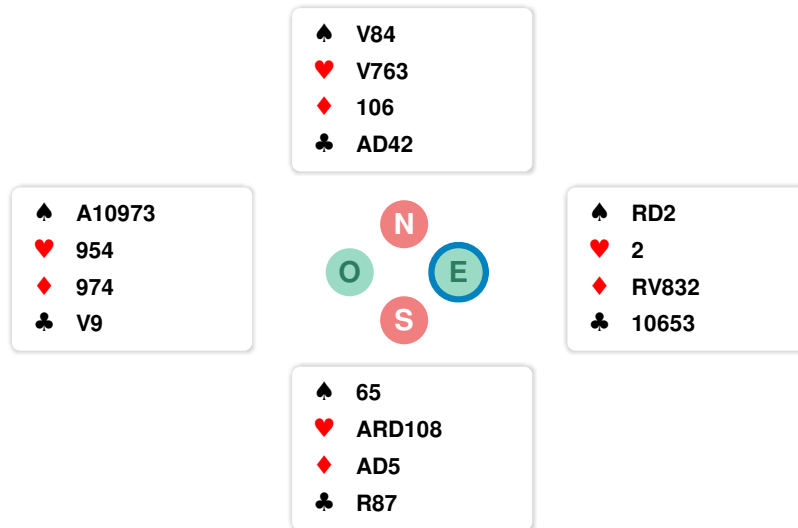 ♠ V84
♥ V763
♦ 106
♣ AD42
♠ A10973
♥ 954
♦ 974
♣ V9
N
O E
S
♠ RD2
♥ 2
♦ RV832
♣ 10653
♠ 65
♥ ARD108
♦ AD5
♣ R87